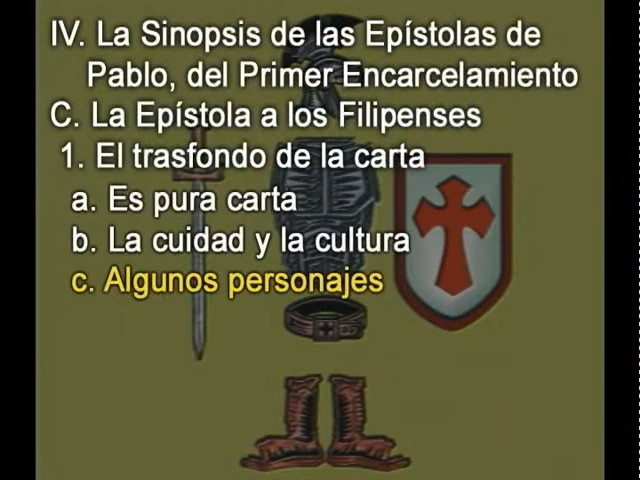 IV. La Sinopsis de las Epístolas de
Pablo, del Primer Encarcelamiento
C. La Epístola a los Filipenses
1. El trasfondo de la carta
a. Es pura carta
b. La cuidad y la cultura
c. Algunos personajes